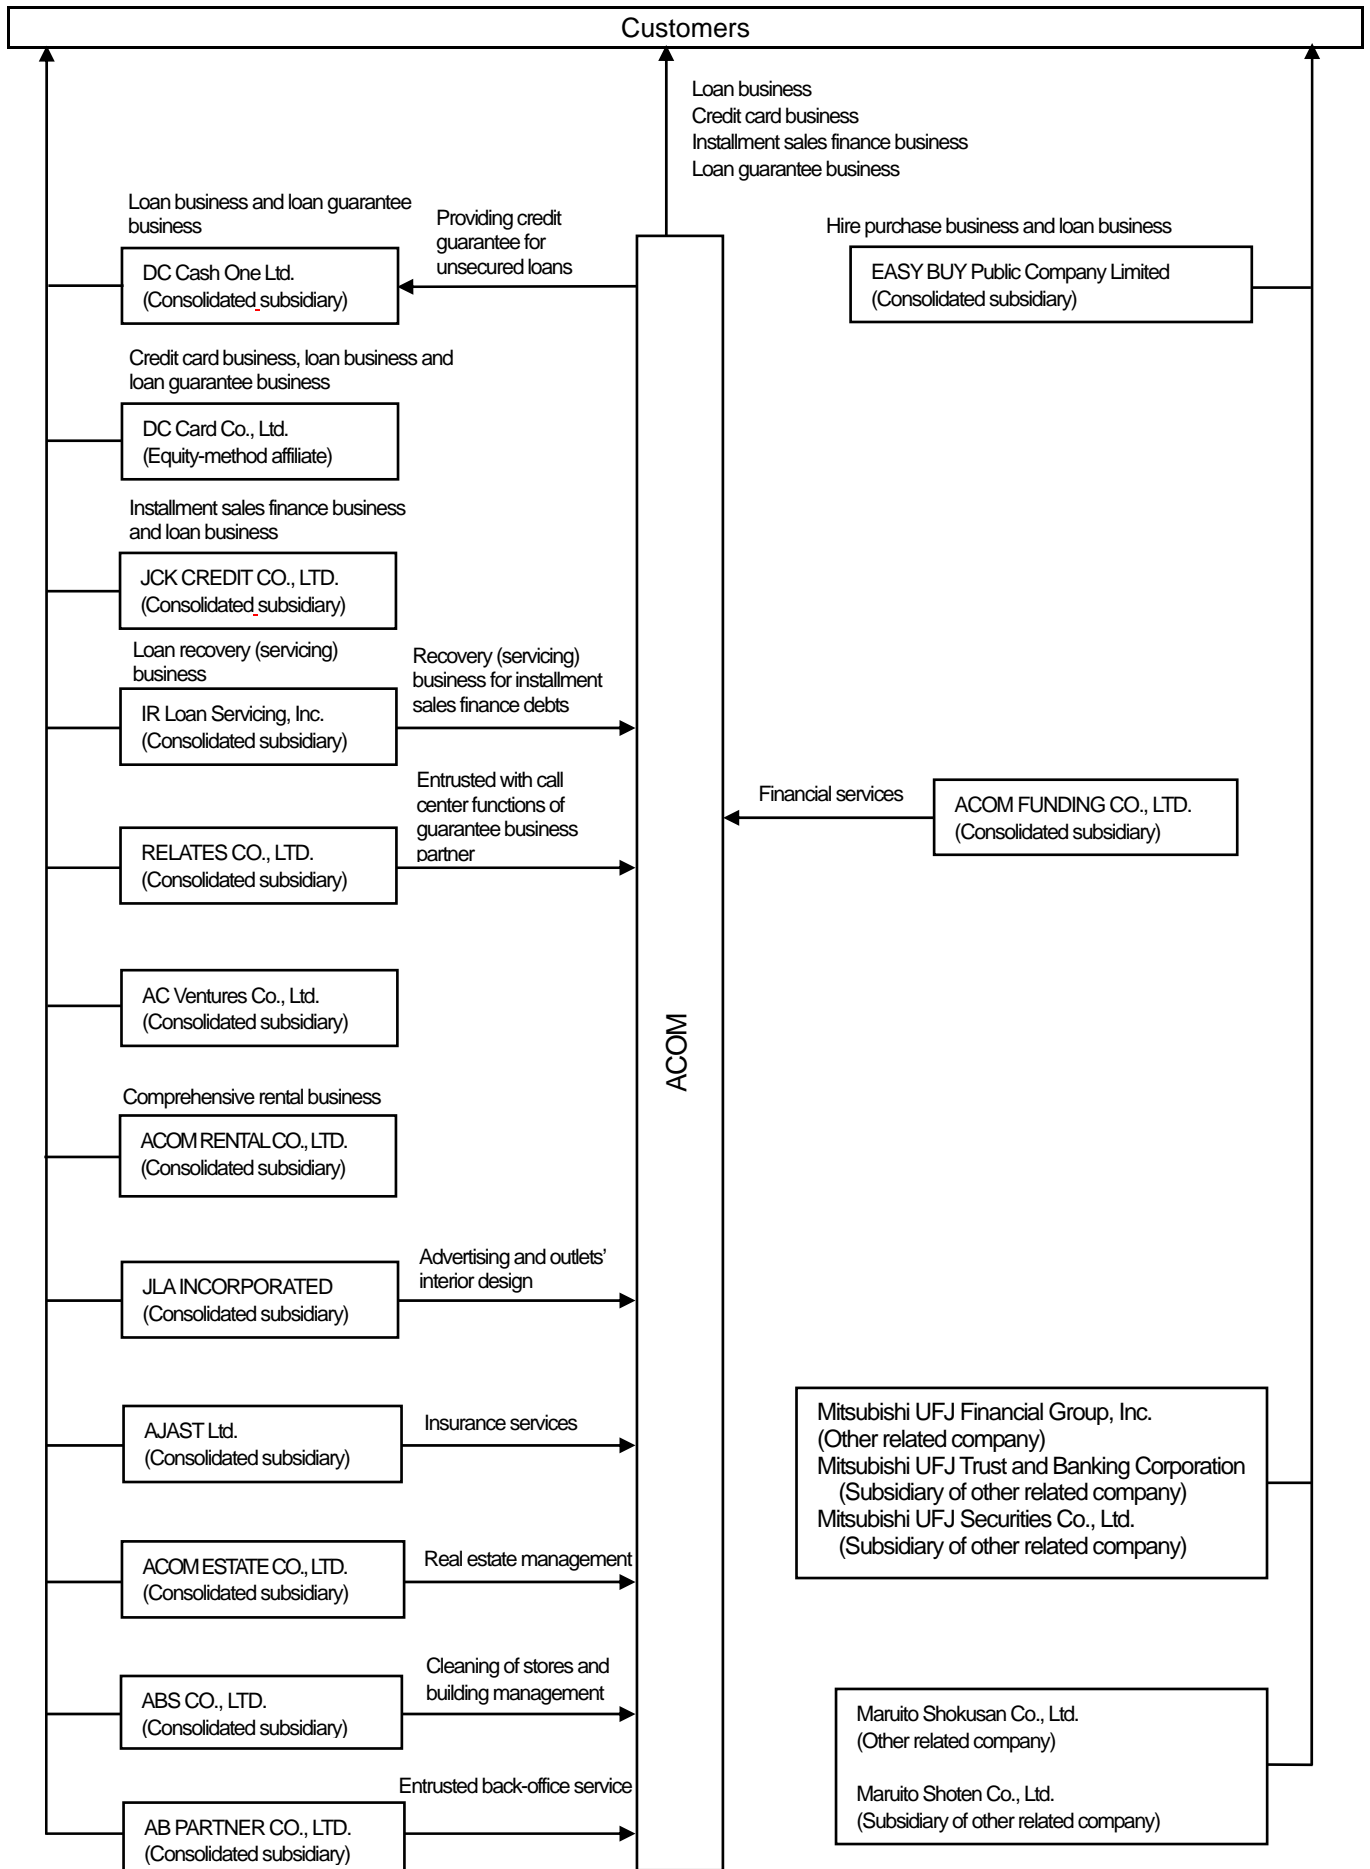 Customers
Loan business
Credit card business
Installment sales finance business
Loan guarantee business
Loan business and loan guarantee
business
DC Cash One Ltd.
(Consolidated subsidiary)
Providing credit
guarantee for
unsecured loans
Hire purchase business and loan business
EASY BUY Public Company Limited
(Consolidated subsidiary)
Credit card business, loan business and
loan guarantee business
DC Card Co., Ltd.
(Equity-method affiliate)
Installment sales finance business
and loan business
JCK CREDIT CO., LTD.
(Consolidated subsidiary)
Loan recovery (servicing)
business
IR Loan Servicing, Inc.
(Consolidated subsidiary)
Recovery (servicing)
business for installment
sales finance debts
Entrusted with call
center functions of
guarantee business
partner
RELATES CO., LTD.
(Consolidated subsidiary)
Financial services
ACOM FUNDING CO., LTD.
(Consolidated subsidiary)
AC Ventures Co., Ltd.
(Consolidated subsidiary)
ACOM
Comprehensive rental business
ACOM RENTAL CO., LTD.
(Consolidated subsidiary)
JLA INCORPORATED
(Consolidated subsidiary)
Advertising and outlets’
interior design
AJAST Ltd.
(Consolidated subsidiary)
Insurance services
Mitsubishi UFJ Financial Group, Inc.
(Other related company)
Mitsubishi UFJ Trust and Banking Corporation
(Subsidiary of other related company)
Mitsubishi UFJ Securities Co., Ltd.
(Subsidiary of other related company)
ACOM ESTATE CO., LTD.
(Consolidated subsidiary)
Real estate management
ABS CO., LTD.
(Consolidated subsidiary)
Cleaning of stores and
building management
Maruito Shokusan Co., Ltd.
(Other related company)
Maruito Shoten Co., Ltd.
(Subsidiary of other related company)
Entrusted back-office service
AB PARTNER CO., LTD.
(Consolidated subsidiary)